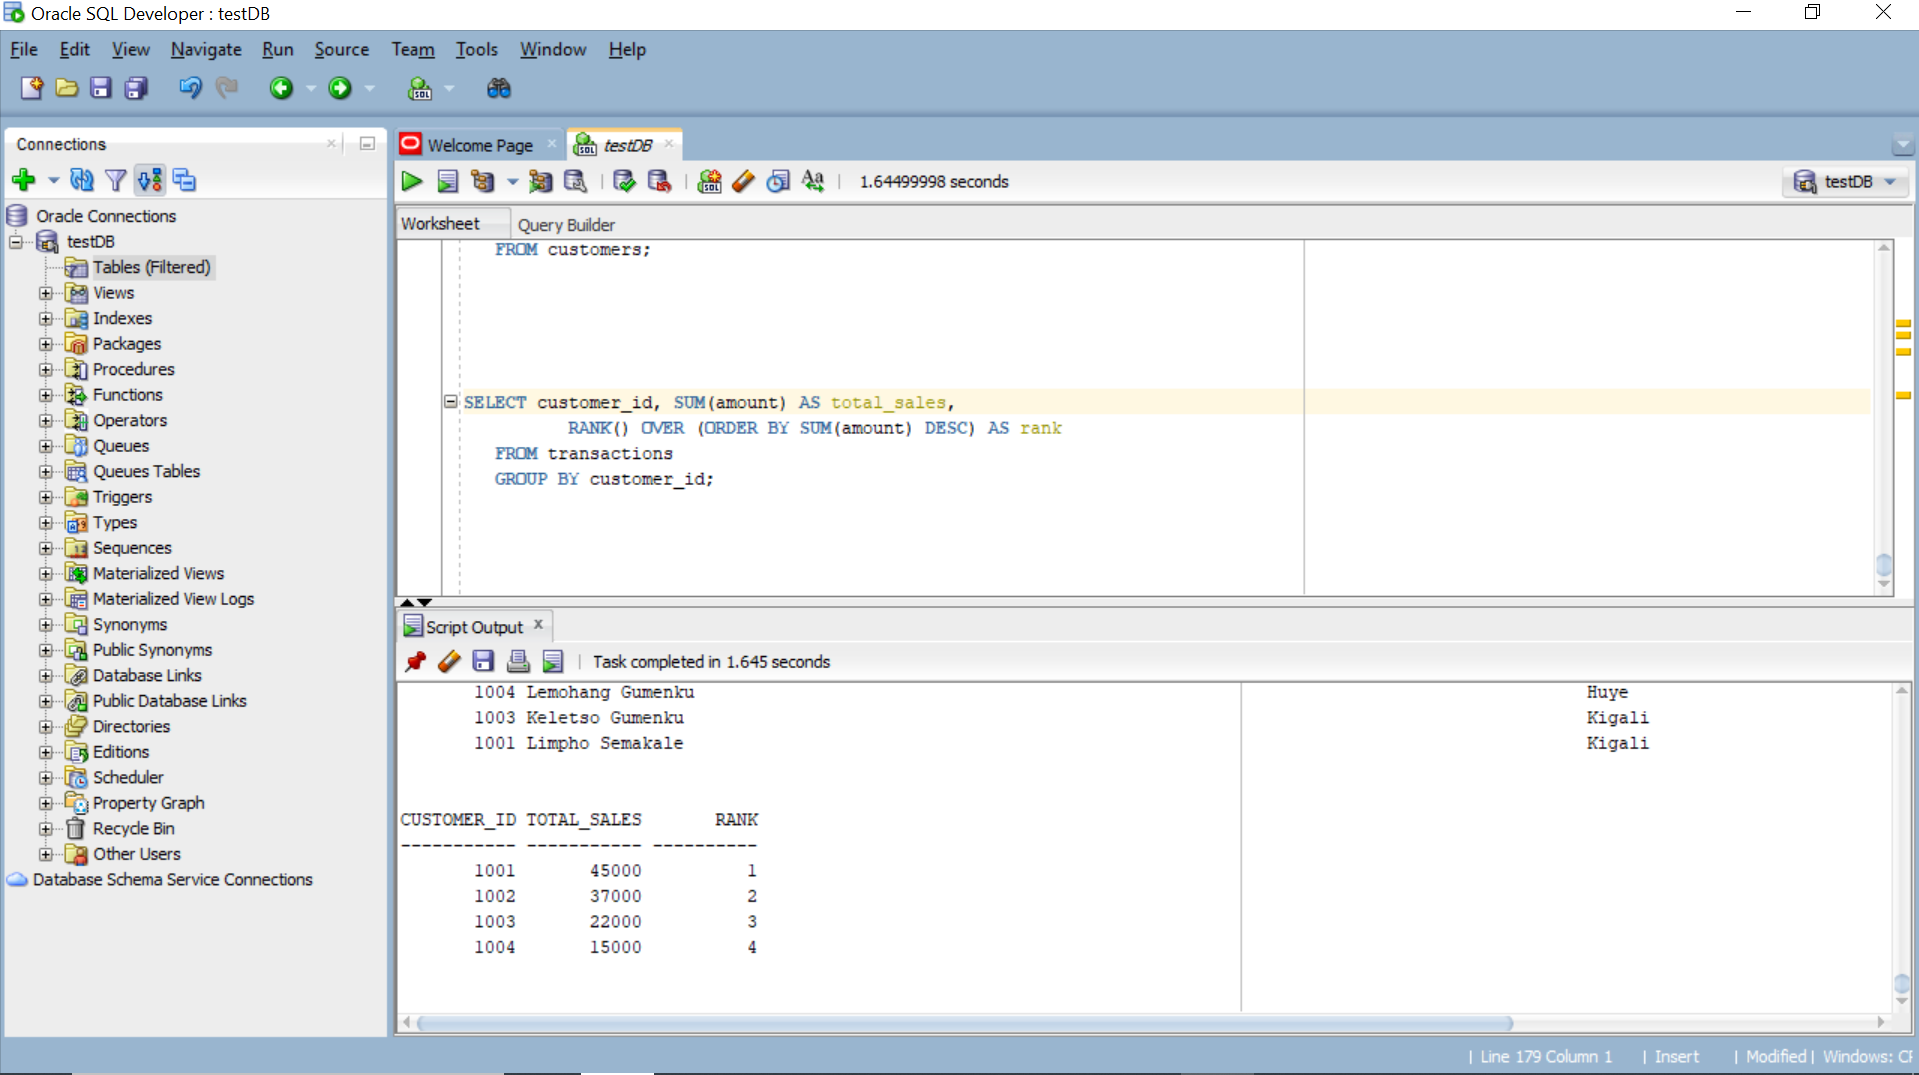 Oracle SQL Developer : testDB
File Edit View Navigate Run Source Team Tools Window Help
Connections
Oracle Connections
testDB
Tables (Filtered)
Views
Indexes
Packages
Procedures
Functions
Operators
Queues
Queues Tables
Triggers
Types
Sequences
Materialized Views
Materialized View Logs
Synonyms
Public Synonyms
Database Links
Public Database Links
Directories
Editions
Scheduler
Property Graph
Recycle Bin
Other Users
Database Schema Service Connections
Welcome Page testDB
1.64499998 seconds testDB
Worksheet Query Builder
FROM customers;
SELECT customer_id, SUM(amount) AS total_sales,
RANK() OVER (ORDER BY SUM(amount) DESC) AS rank
FROM transactions
GROUP BY customer_id;
Script Output
Task completed in 1.645 seconds
1004 Lemohang Gumenku Huye
1003 Keletso Gumenku Kigali
1001 Limpho Semakale Kigali
CUSTOMER_ID TOTAL_SALES RANK
----------- ----------- ----------
1001 45000 1
1002 37000 2
1003 22000 3
1004 15000 4
| Line 179 Column 1 | Insert | Modified | Windows: CF